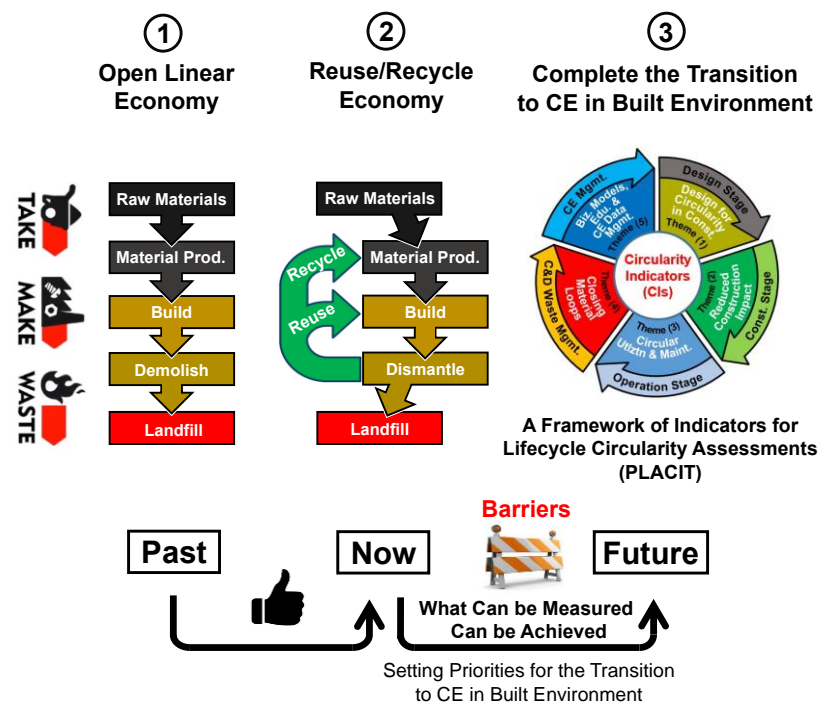 1
Open Linear
Economy
2
Reuse/Recycle
Economy
3
Complete the Transition
to CE in Built Environment
TAKE
MAKE
WASTE
Raw Materials
Material Prod.
Build
Demolish
Landfill
Raw Materials
Material Prod.
Build
Dismantle
Landfill
Recycle
Reuse
Design Stage
Design for
Circularity
in Const.
Theme (1)
Const. Stage
Reduced
Construction
Impact
Theme (2)
Operation Stage
Theme (3)
Circular
Utlztn & Maint.
C&D Waste Mgmt.
Closing
Material
Loops
Theme (4)
CE Mgmt.
Biz. Models,
Edu. &
CE Data
Mgmt.
Theme (5)
Circularity
Indicators
(CIs)
A Framework of Indicators for
Lifecycle Circularity Assessments
(PLACIT)
Barriers
Past
Now
Future
What Can be Measured
Can be Achieved
Setting Priorities for the Transition
to CE in Built Environment